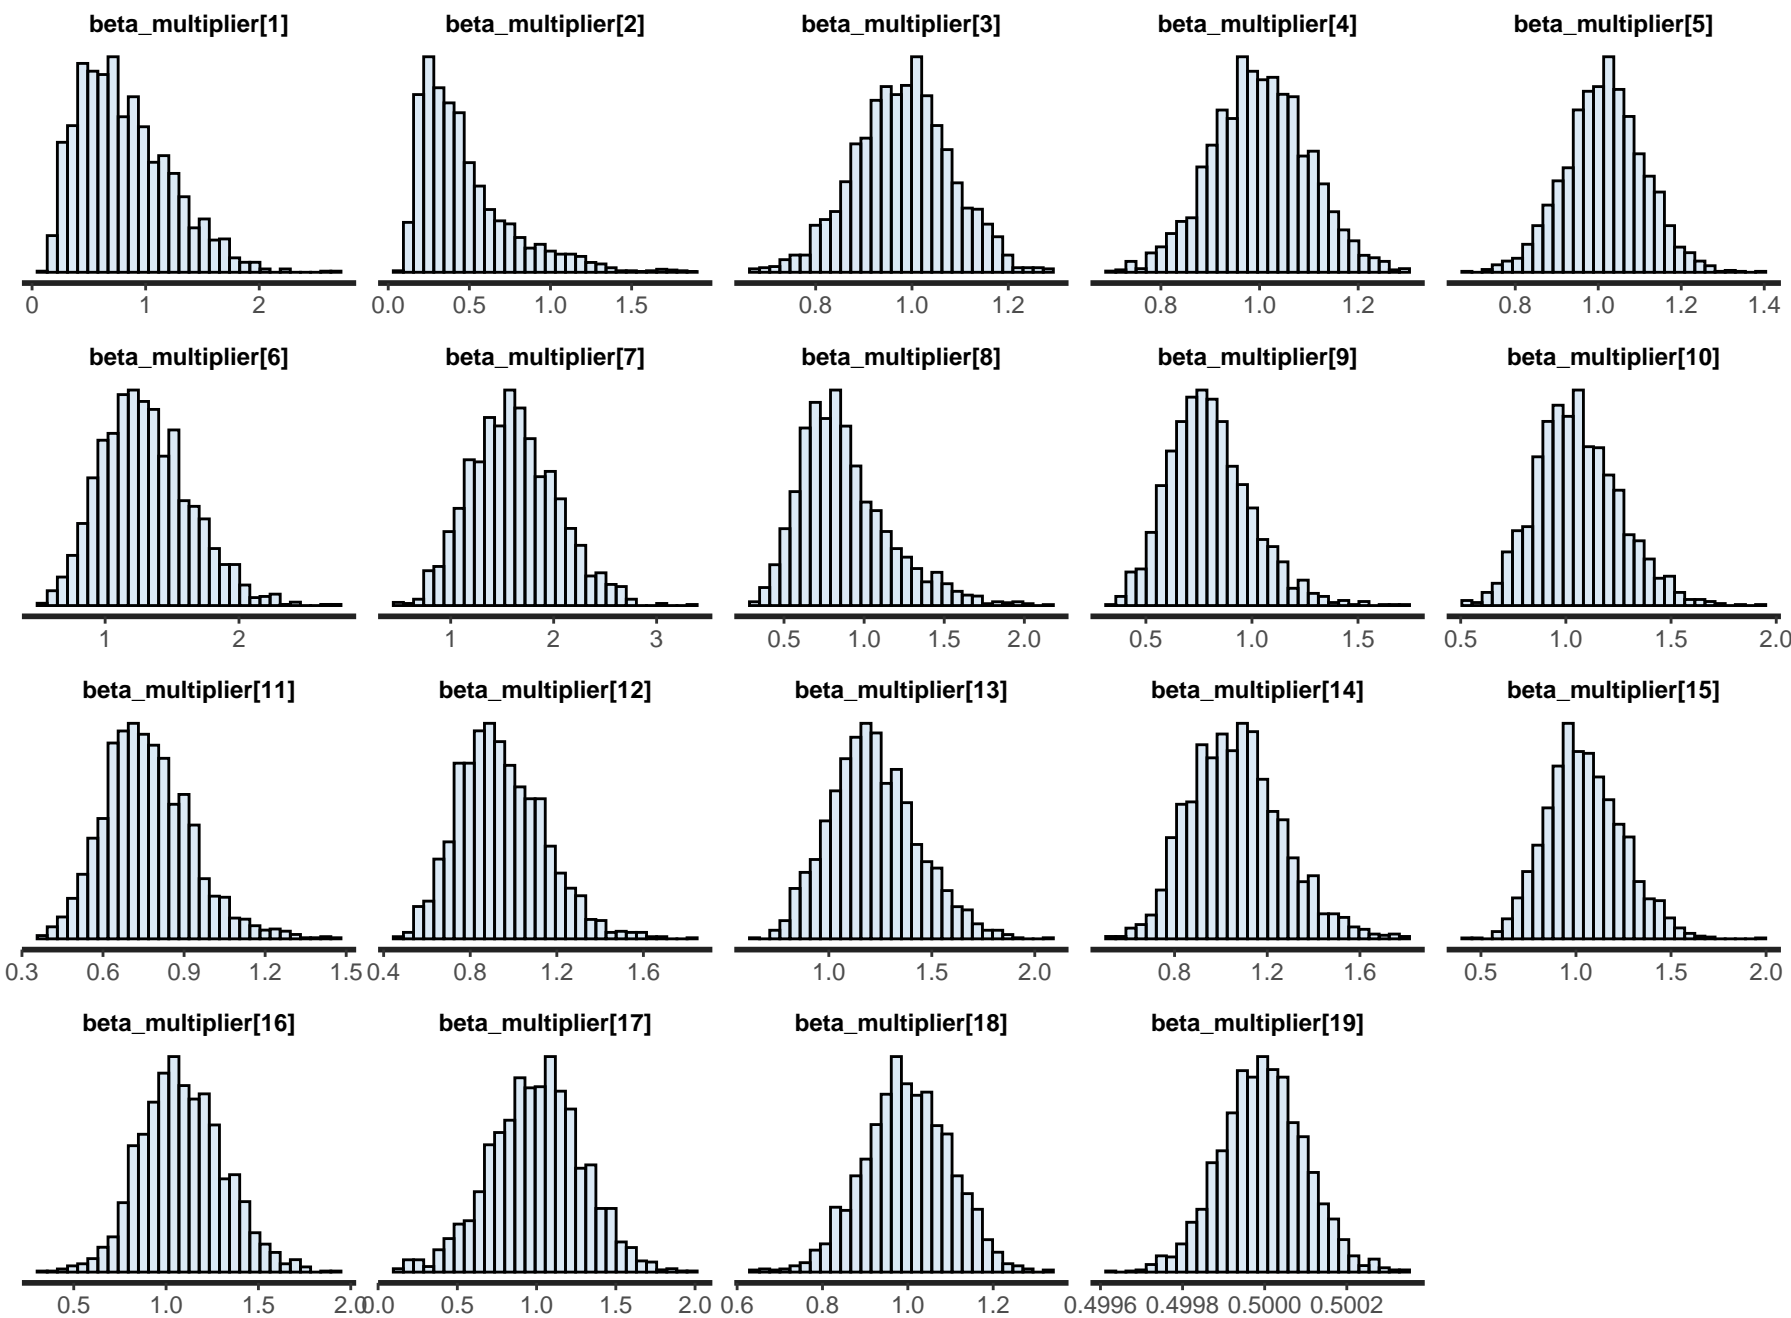 beta_multiplier[1] beta_multiplier[2] beta_multiplier[3] beta_multiplier[4] beta_multiplier[5]
0 1 2 0.0 0.5 1.0 1.5 0.8 1.0 1.2 0.8 1.0 1.2 0.8 1.0 1.2 1.4
beta_multiplier[6] beta_multiplier[7] beta_multiplier[8] beta_multiplier[9] beta_multiplier[10]
1 2 1 2 3 0.5 1.0 1.5 2.0 0.5 1.0 1.5 0.5 1.0 1.5 2.0
beta_multiplier[11] beta_multiplier[12] beta_multiplier[13] beta_multiplier[14] beta_multiplier[15]
0.3 0.6 0.9 1.2 1.5 0.4 0.8 1.2 1.6 1.0 1.5 2.0 0.8 1.2 1.6 0.5 1.0 1.5 2.0
beta_multiplier[16] beta_multiplier[17] beta_multiplier[18] beta_multiplier[19]
0.5 1.0 1.5 2.0 0.0 0.5 1.0 1.5 2.0 0.6 0.8 1.0 1.2 0.4996 0.4998 0.5000 0.5002